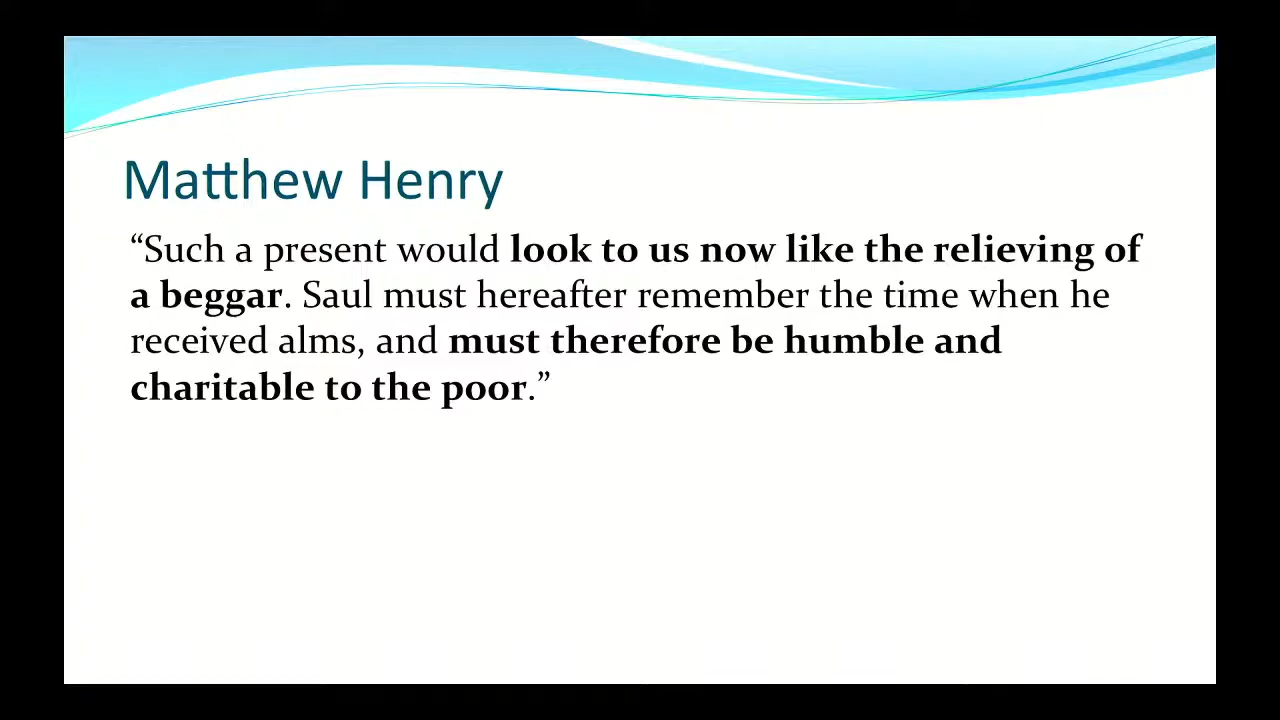 Matthew Henry
“Such a present would look to us now like the relieving of
a beggar. Saul must hereafter remember the time when he
received alms, and must therefore be humble and
charitable to the poor.”